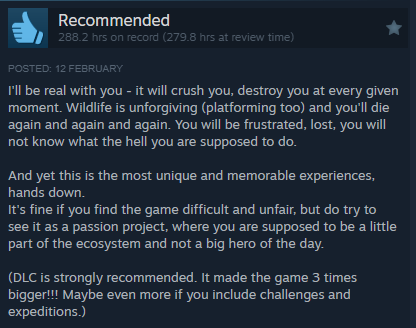 Recommended
288.2 hrs on record (279.8 hrs at review time)
POSTED: 12 FEBRUARY
I'll be real with you - it will crush you, destroy you at every given
moment. Wildlife is unforgiving (platforming too) and you'll die
again and again and again. You will be frustrated, lost, you will
not know what the hell you are supposed to do.
And yet this is the most unique and memorable experiences,
hands down.
It's fine if you find the game difficult and unfair, but do try to
see it as a passion project, where you are supposed to be a little
part of the ecosystem and not a big hero of the day.
(DLC is strongly recommended. It made the game 3 times
bigger!!! Maybe even more if you include challenges and
expeditions.)